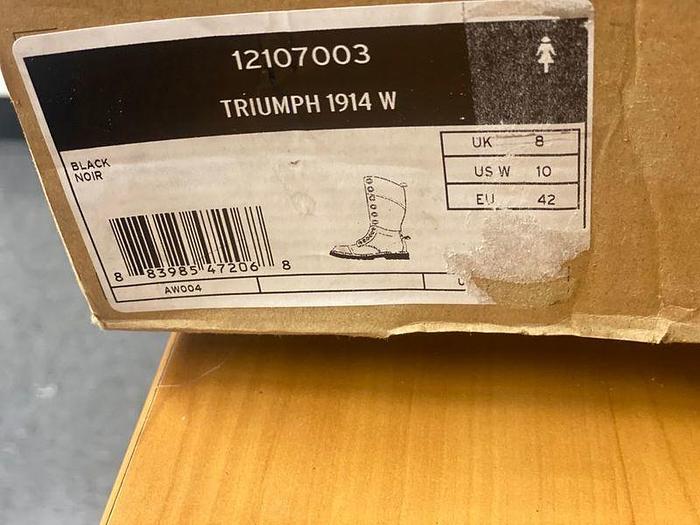 12107003
TRIUMPH 1914 W
BLACK
NOIR
UK 8
US W 10
EU 42
8 83985 47206 8
AW004